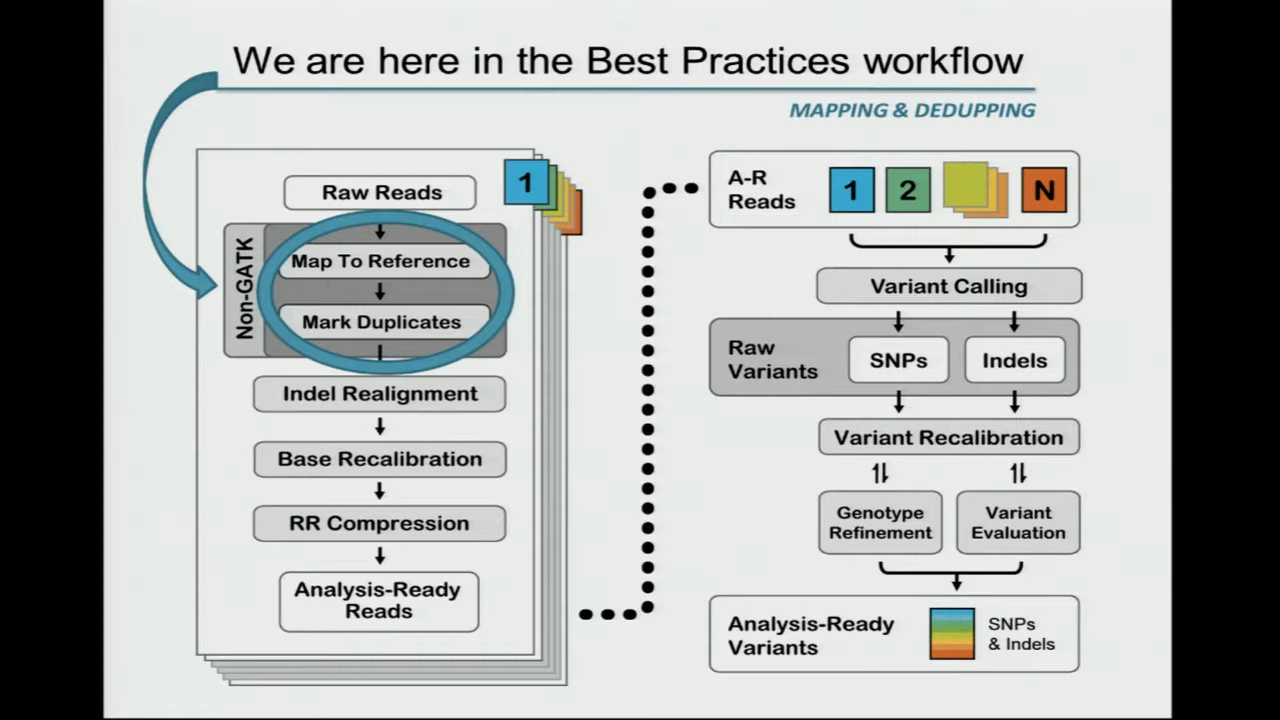 We are here in the Best Practices workflow
MAPPING & DEDUPPING
1
Raw Reads
Non-GATK
Map To Reference
Mark Duplicates
Indel Realignment
Base Recalibration
RR Compression
Analysis-Ready
Reads
A-R
Reads
1
2
N
Variant Calling
Raw
Variants
SNPs
Indels
Variant Recalibration
Genotype
Refinement
Variant
Evaluation
Analysis-Ready
Variants
SNPs
& Indels